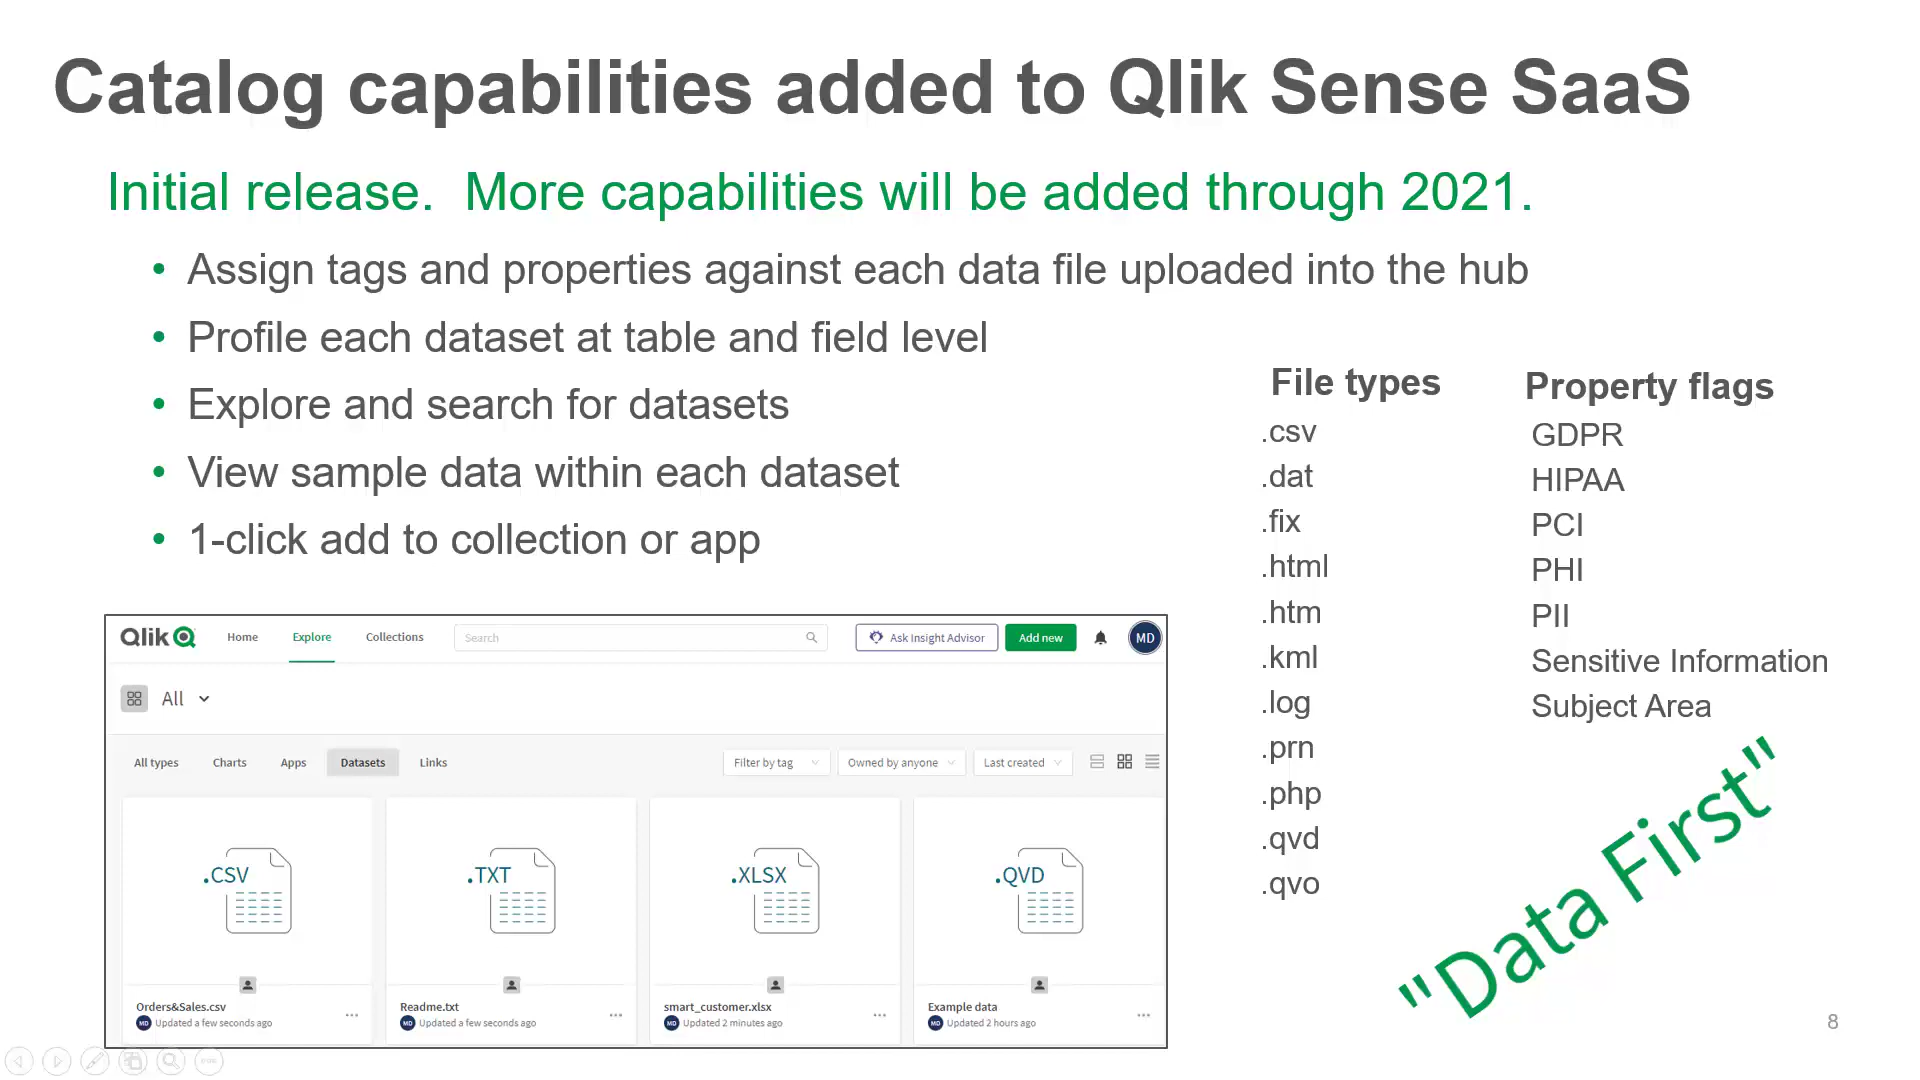 Catalog capabilities added to Qlik Sense SaaS
Initial release.  More capabilities will be added through 2021.
• Assign tags and properties against each data file uploaded into the hub
• Profile each dataset at table and field level
• Explore and search for datasets
• View sample data within each dataset
• 1-click add to collection or app
File types
.csv
.dat
.fix
.html
.htm
.kml
.log
.prn
.php
.qvd
.qvo
Property flags
GDPR
HIPAA
PCI
PHI
PII
Sensitive Information
Subject Area
"Data First"
Qlik Home Explore Collections Search Ask Insight Advisor Add new MD
All
All types Charts Apps Datasets Links Filter by tag Owned by anyone Last created
.CSV .TXT .XLSX .QVD
Orders&Sales.csv Readme.txt smart_customer.xlsx Example data
MD Updated a few seconds ago MD Updated a few seconds ago MD Updated 2 minutes ago MD Updated 2 hours ago
8